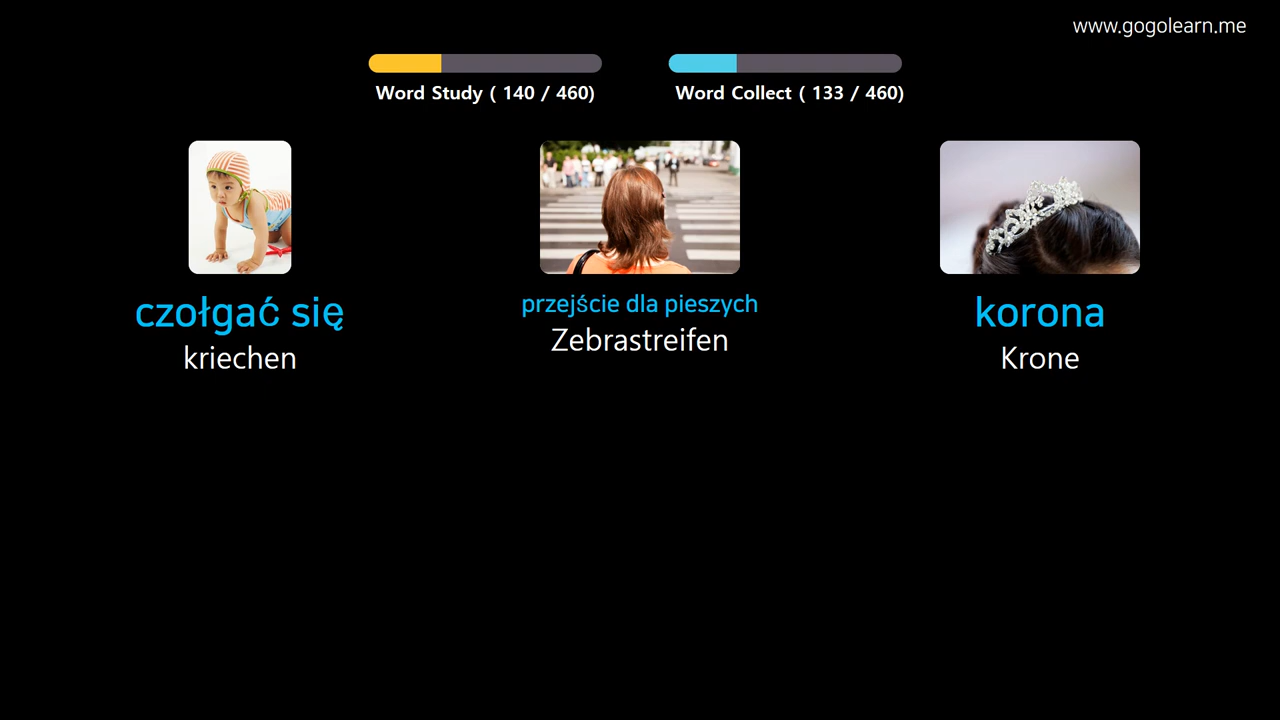 www.gogolearn.me
Word Study ( 140 / 460)
Word Collect ( 133 / 460)
czołgać się
kriechen
przejście dla pieszych
Zebrastreifen
korona
Krone